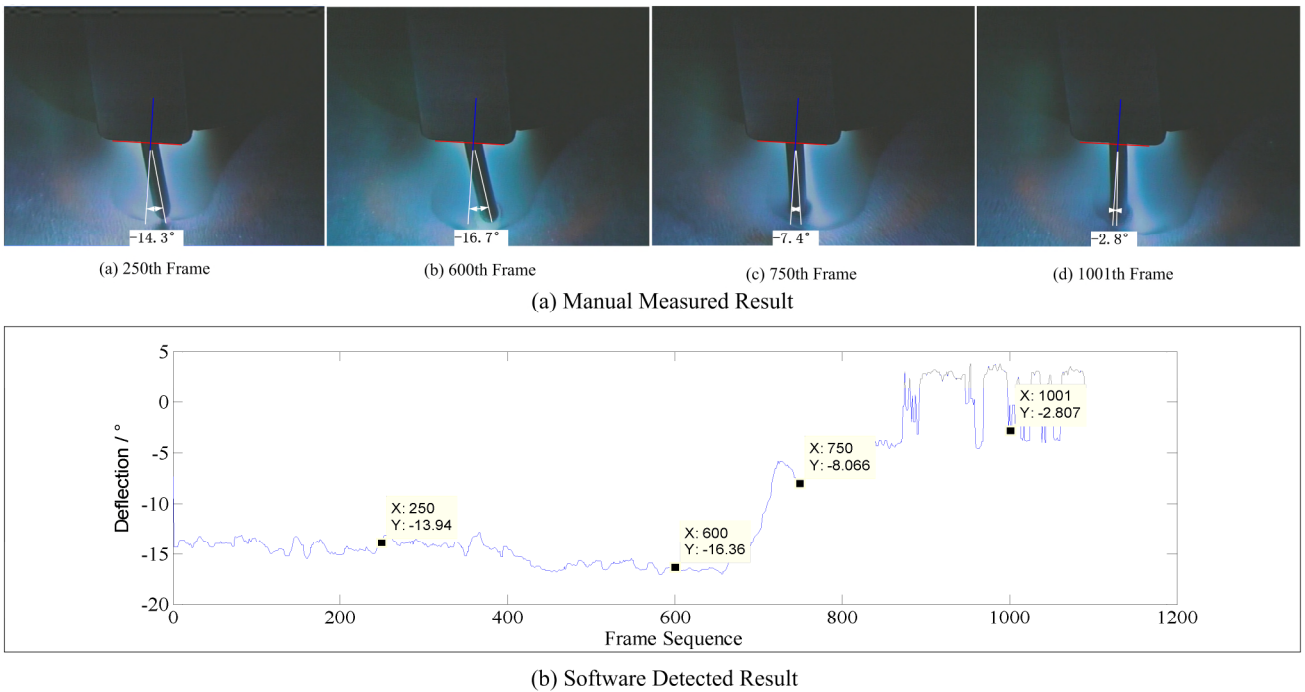 -14.3°
-16.7°
-7.4°
-2.8°
(a) 250th Frame
(b) 600th Frame
(c) 750th Frame
(d) 1001th Frame
(a) Manual Measured Result
5
0
-5
-10
-15
-20
Deflection / °
X: 250
Y: -13.94
X: 600
Y: -16.36
X: 750
Y: -8.066
X: 1001
Y: -2.807
0
200
400
600
800
1000
1200
Frame Sequence
(b) Software Detected Result